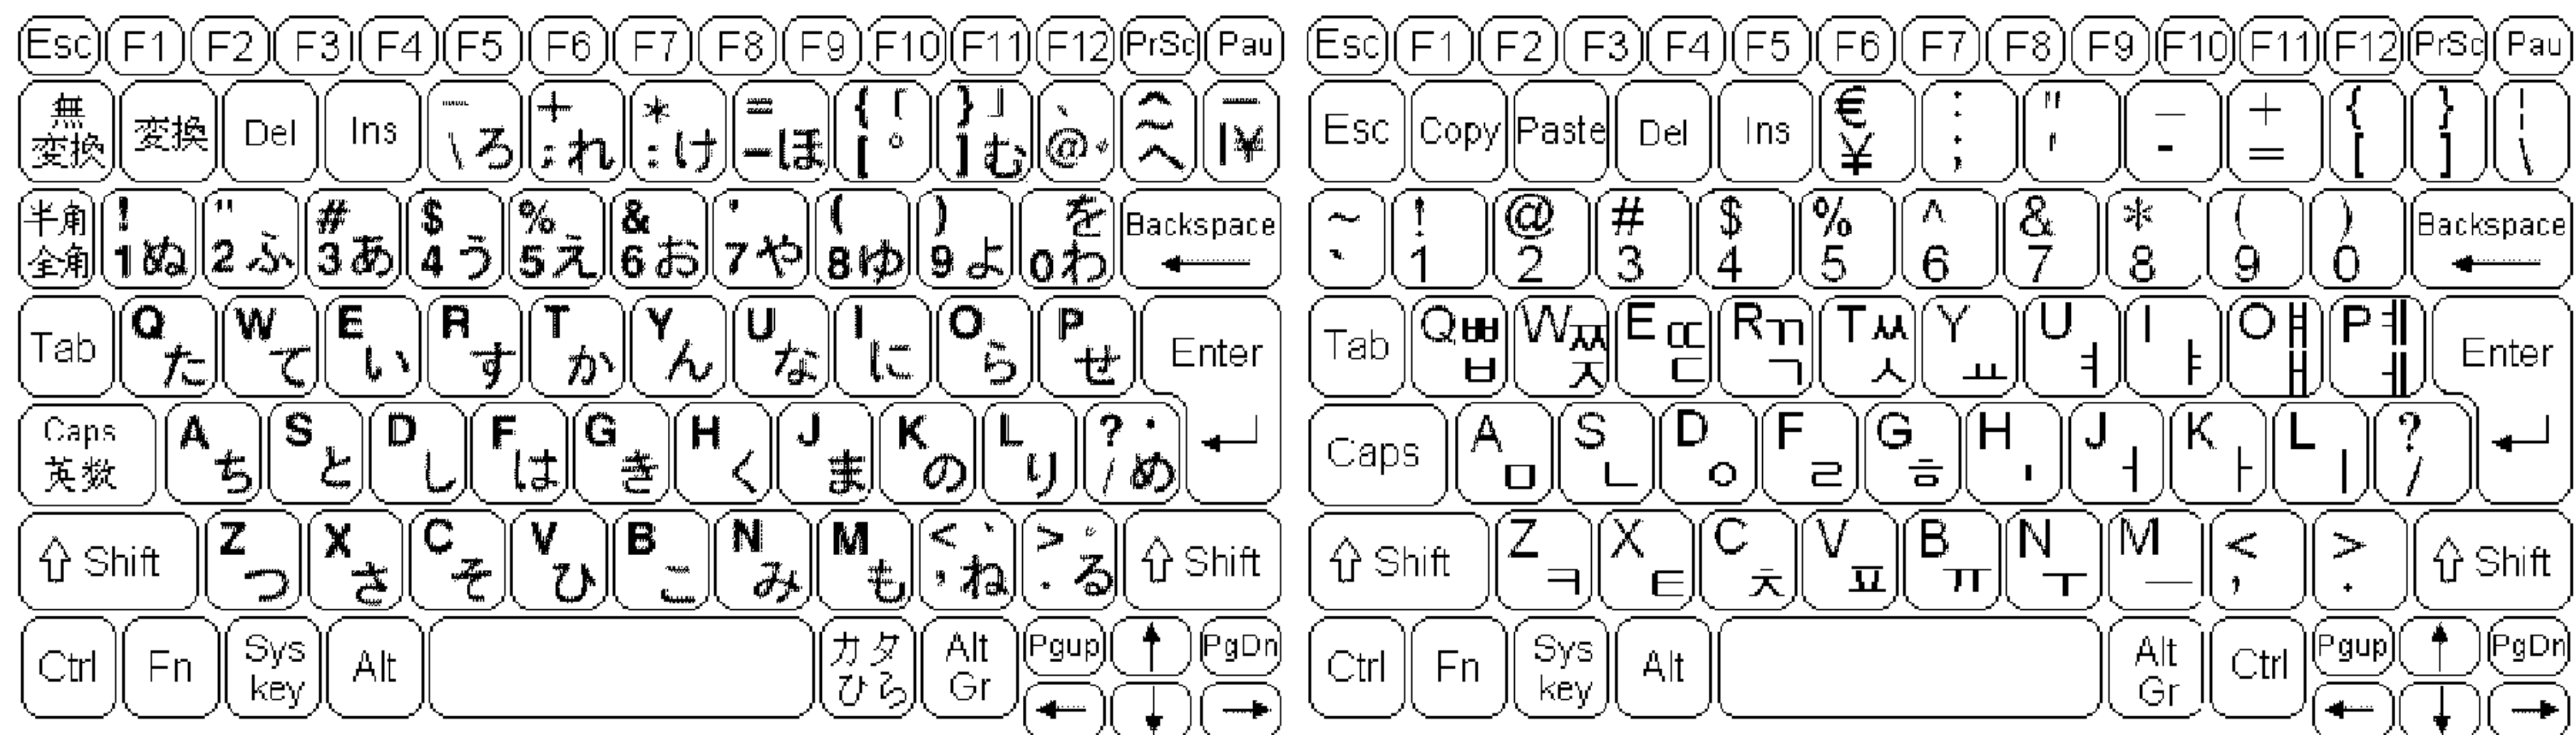 Esc F1 F2 F3 F4 F5 F6 F7 F8 F9 F10 F11 F12 PrSc Pau
無変換 変換 Del Ins \ ろ + ; れ * : け = - ほ { 「 [ ゜ } 」 ] む ` @ ゛ ^ ~ へ ‾ | ¥
半角 全角 ! 1 ぬ " 2 ふ # 3 あ $ 4 う % 5 え & 6 お ' 7 や ( 8 ゆ ) 9 よ を 0 わ Backspace ←
Tab Q た W て E い R す T か Y ん U な I に O ら P せ Enter
Caps 英数 A ち S と D し F は G き H く J ま K の L り ? ・ / め
⇧ Shift Z つ X さ C そ V ひ B こ N み M も < 、 , ね > 。 . る ⇧ Shift
Ctrl Fn Sys key Alt カタ ひら Alt Gr Pgup ↑ PgDn
← ↓ →
Esc F1 F2 F3 F4 F5 F6 F7 F8 F9 F10 F11 F12 PrSc Pau
Esc Copy Paste Del Ins € ¥ : ; " ' _ - + = { [ } ] ¦ \
~ ` ! 1 @ 2 # 3 $ 4 % 5 ^ 6 & 7 * 8 ( 9 ) 0 Backspace ←
Tab Q ㅃ ㅂ W ㅉ ㅈ E ㄸ ㄷ R ㄲ ㄱ T ㅆ ㅅ Y ㅛ U ㅕ I ㅑ O ㅒ ㅐ P ㅖ ㅔ Enter
Caps A ㅁ S ㄴ D ㅇ F ㄹ G ㅎ H J ㅓ K ㅏ L ㅣ ? /
⇧ Shift Z ㅋ X ㅌ C ㅊ V ㅍ B ㅠ N ㅜ M ㅡ < , > . ⇧ Shift
Ctrl Fn Sys key Alt Alt Gr Ctrl Pgup ↑ PgDn
← ↓ →